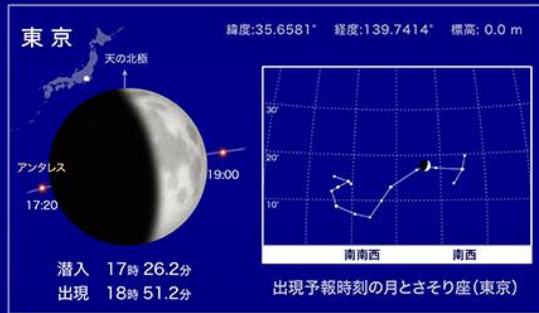 東京
緯度:35.6581° 経度:139.7414° 標高: 0.0 m
天の北極
アンタレス
17:20
19:00
30°
20°
10°
南南西 南西
潜入 17時 26.2分
出現 18時 51.2分
出現予報時刻の月とさそり座(東京)